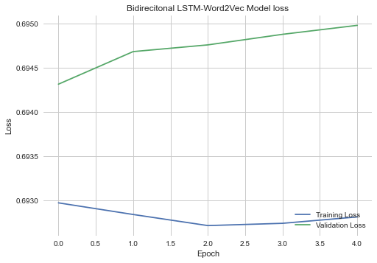 Bidirecitonal LSTM-Word2Vec Model loss
0.6950
0.6945
0.6940
0.6935
0.6930
Loss
Training Loss
Validation Loss
0.0 0.5 1.0 1.5 2.0 2.5 3.0 3.5 4.0
Epoch